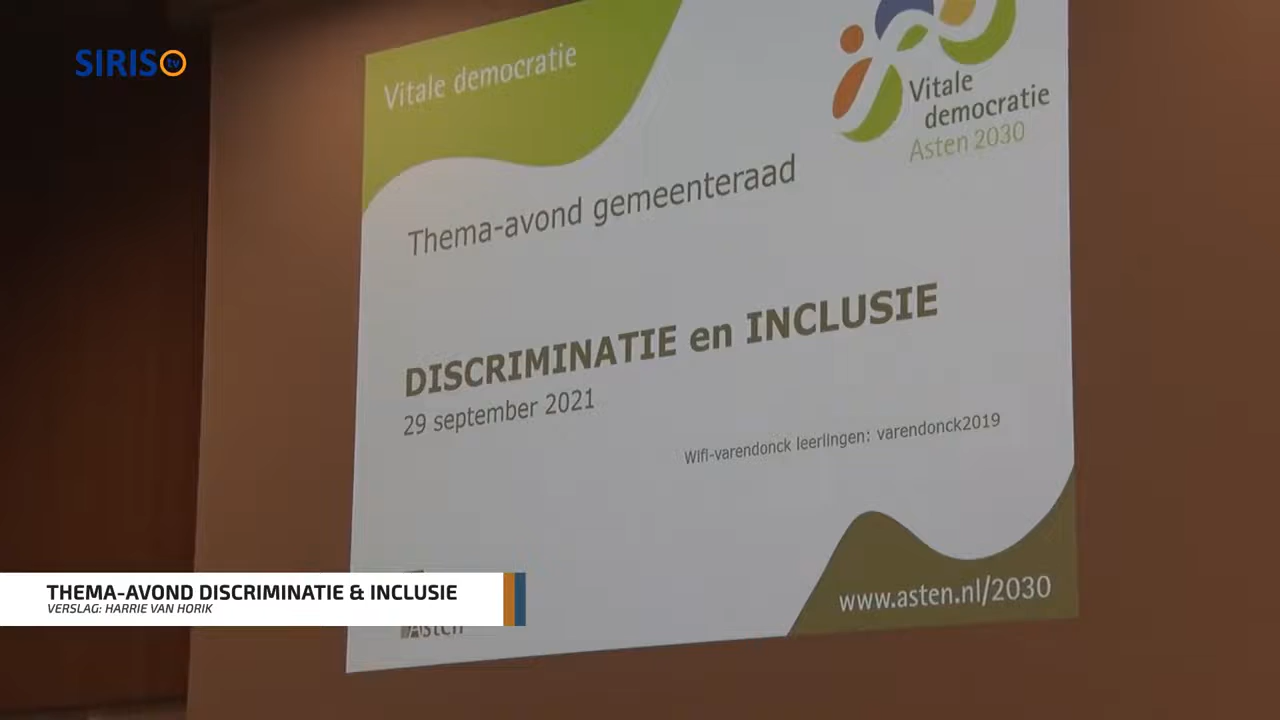 SIRIS tv
Vitale democratie
Vitale
democratie
Asten 2030
Thema-avond gemeenteraad
DISCRIMINATIE en INCLUSIE
29 september 2021
Wifi-varendonck leerlingen: varendonck2019
THEMA-AVOND DISCRIMINATIE & INCLUSIE
VERSLAG: HARRIE VAN HORIK
Asten
www.asten.nl/2030